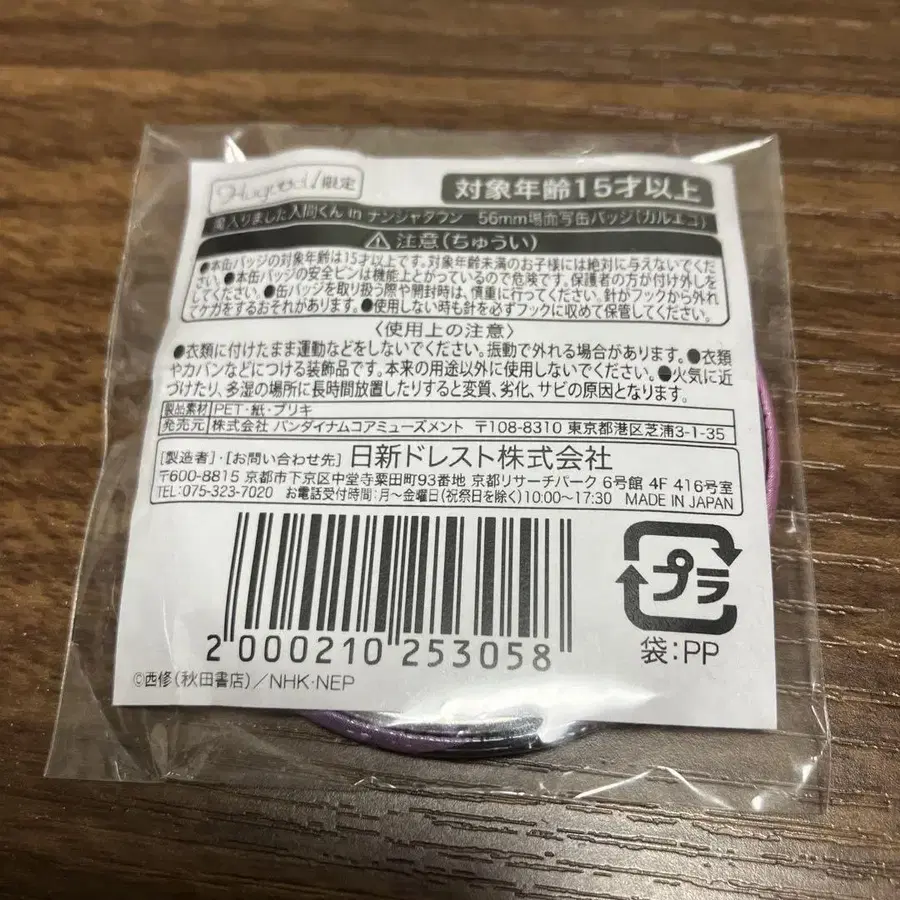 限定
対象年齢15才以上
魔入りました入間くん in ナンジャタウン 56mm場面写缶バッジ(カルエゴ)
注意(ちゅうい)
●本缶バッジの対象年齢は15才以上です。対象年齢未満のお子様には絶対に与えないでくだ
さい。●本缶バッジの安全ピンは機能上とがっているので危険です。保護者の方が付け外しを
してください。●缶バッジを取り扱う際や開封時は、慎重に行ってください。針がフックから外れ
てケガをするおそれがあります。●使用しない時も針を必ずフックに収めて保管してください。
〈使用上の注意〉
●衣類に付けたまま運動などをしないでください。振動で外れる場合があります。●衣類
やカバンなどにつける装飾品です。本来の用途以外に使用しないでください。●火気に近
づけたり、多湿の場所に長時間放置したりすると変質、劣化、サビの原因となります。
製品素材 PET・紙・ブリキ
発売元 株式会社 バンダイナムコアミューズメント 〒108-8310 東京都港区芝浦3-1-35
[製造者]・[お問い合わせ先] 日新ドレスト株式会社
〒600-8815 京都市下京区中堂寺粟田町93番地 京都リサーチパーク 6号館 4F 416号室
TEL:075-323-7020 お電話受付時間:月~金曜日(祝祭日を除く)10:00~17:30 MADE IN JAPAN
2 000210 253058
プラ
袋:PP
©西修(秋田書店)/NHK・NEP